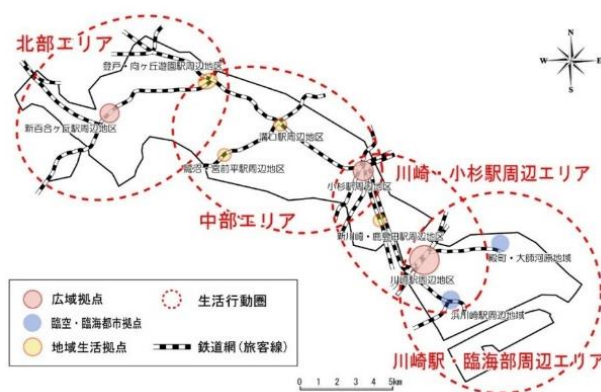 北部エリア
登戸・向ヶ丘遊園駅周辺地区
N
W
E
S
新百合ヶ丘駅周辺地区
溝口駅周辺地区
鷺沼・宮前平駅周辺地区
中部エリア
小杉駅周辺地区
川崎・小杉駅周辺エリア
新川崎・鹿島田駅周辺地区
川崎駅周辺地区
殿町・大師河原地域
浜川崎駅周辺地域
川崎駅・臨海部周辺エリア
広域拠点
生活行動圏
臨空・臨海都市拠点
地域生活拠点
鉄道網(旅客線)
0 1 2 3 4 5km